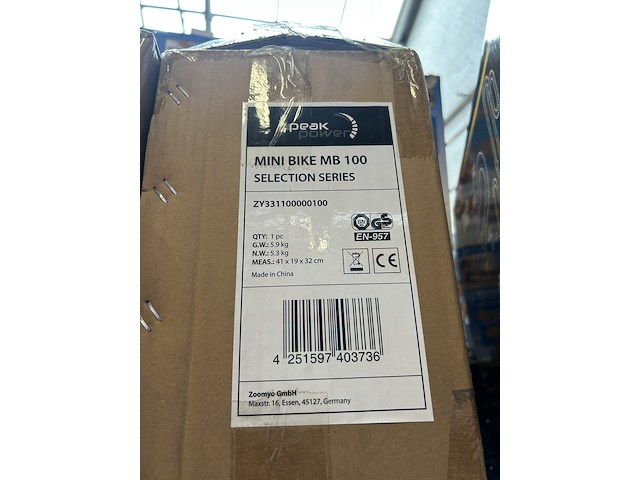 peak
power
MINI BIKE MB 100
SELECTION SERIES
ZY331100000100
QTY: 1 pc
G.W.: 5.9 kg
N.W.: 5.3 kg
MEAS.: 41 x 19 x 32 cm
Made in China
GS
EN-957
CE
4 251597 403736
Zoomyo GmbH
Maxstr. 16, Essen, 45127, Germany